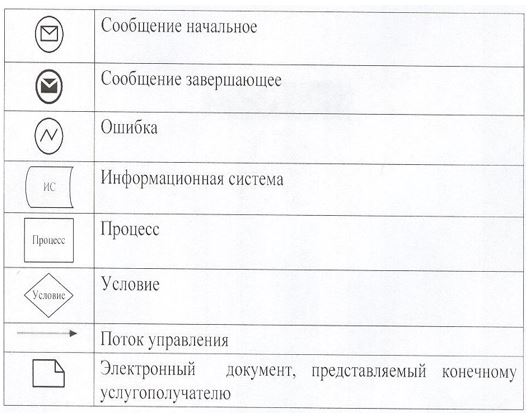 Сообщение начальное
Сообщение завершающее
Ошибка
ИС
Информационная система
Процесс
Процесс
Условие
Условие
Поток управления
Электронный документ, представляемый конечному
услугополучателю